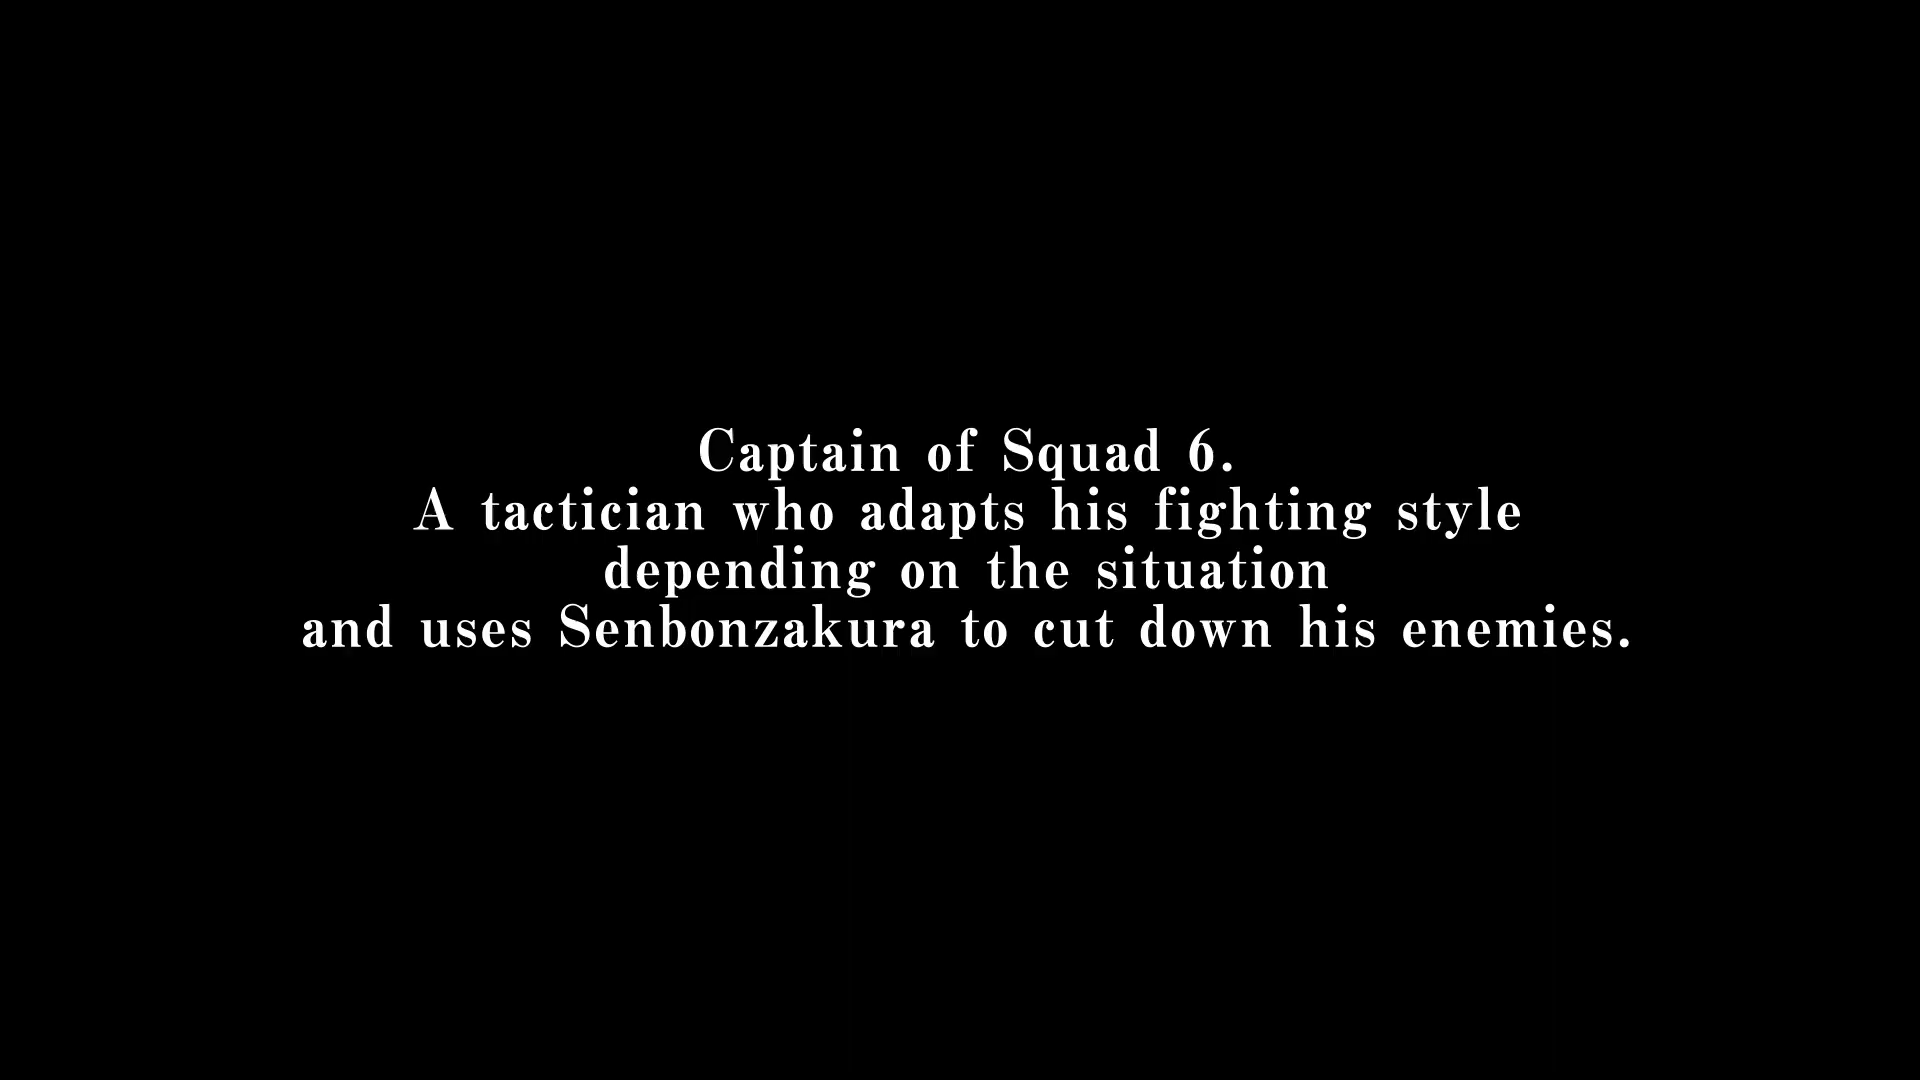 Captain of Squad 6.
A tactician who adapts his fighting style
depending on the situation
and uses Senbonzakura to cut down his enemies.